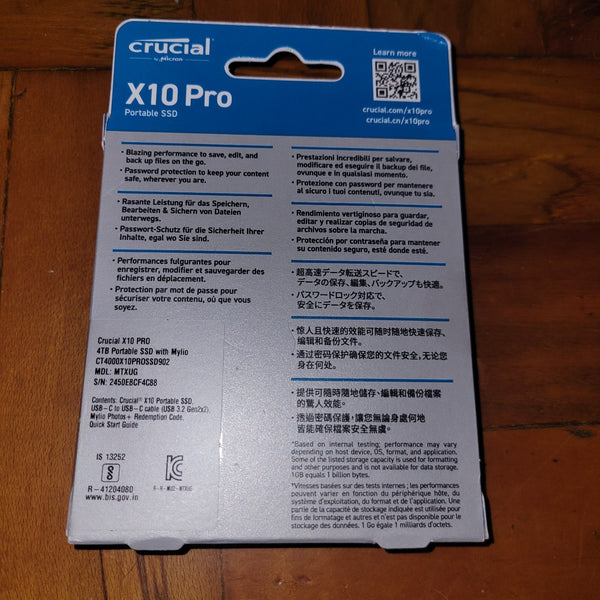 crucial
by Micron
Learn more
X10 Pro
Portable SSD
crucial.com/x10pro
crucial.cn/x10pro
• Blazing performance to save, edit, and
back up files on the go.
• Password protection to keep your content
safe, wherever you are.
• Rasante Leistung für das Speichern,
Bearbeiten & Sichern von Dateien
unterwegs.
• Passwort-Schutz für die Sicherheit Ihrer
Inhalte, egal wo Sie sind.
• Performances fulgurantes pour
enregistrer, modifier et sauvegarder des
fichiers en déplacement.
• Protection par mot de passe pour
sécuriser votre contenu, où que vous
soyez.
Crucial X10 PRO
4TB Portable SSD with Mylio
CT4000X10PROSSD902
MDL: MTXUG
S/N: 2450E8CF4C88
Contents: Crucial® X10 Portable SSD,
USB-C to USB-C cable (USB 3.2 Gen2x2),
Mylio Photos+ Redemption Code,
Quick Start Guide
IS 13252
R-41204080
www.bis.gov.in
R-R-MU2-MTXUG
• Prestazioni incredibili per salvare,
modificare ed eseguire il backup dei file,
ovunque e in qualsiasi momento.
• Protezione con password per mantenere
al sicuro i tuoi contenuti, ovunque tu sia.
• Rendimiento vertiginoso para guardar,
editar y realizar copias de seguridad de
archivos sobre la marcha.
• Protección por contraseña para mantener
su contenido seguro, esté donde esté.
• 超高速データ転送スピードで、
データの保存、編集、バックアップも快適。
• パスワードロック対応で、
安全にデータを保存。
• 惊人且快速的效能可随时随地快速保存、
编辑和备份文件。
• 通过密码保护确保您的文件安全，无论您
身在何处。
• 提供可隨時隨地儲存、編輯和備份檔案
的驚人效能。
• 透過密碼保護，讓您無論身處何地
皆能確保檔案安全無虞。
*Based on internal testing; performance may vary
depending on host device, OS, format, and application.
Some of the listed storage capacity is used for formatting
and other purposes and is not available for data storage.
1GB equals 1 billion bytes.
*Vitesses basées sur des tests internes ; les performances
peuvent varier en fonction du périphérique hôte, du
système d'exploitation, du format et de l'application. Une
partie de la capacité de stockage indiquée est utilisée pour
fins de formatage et autres et n'est pas disponible pour le
stockage des données. 1 Go égale 1 milliard d'octets.